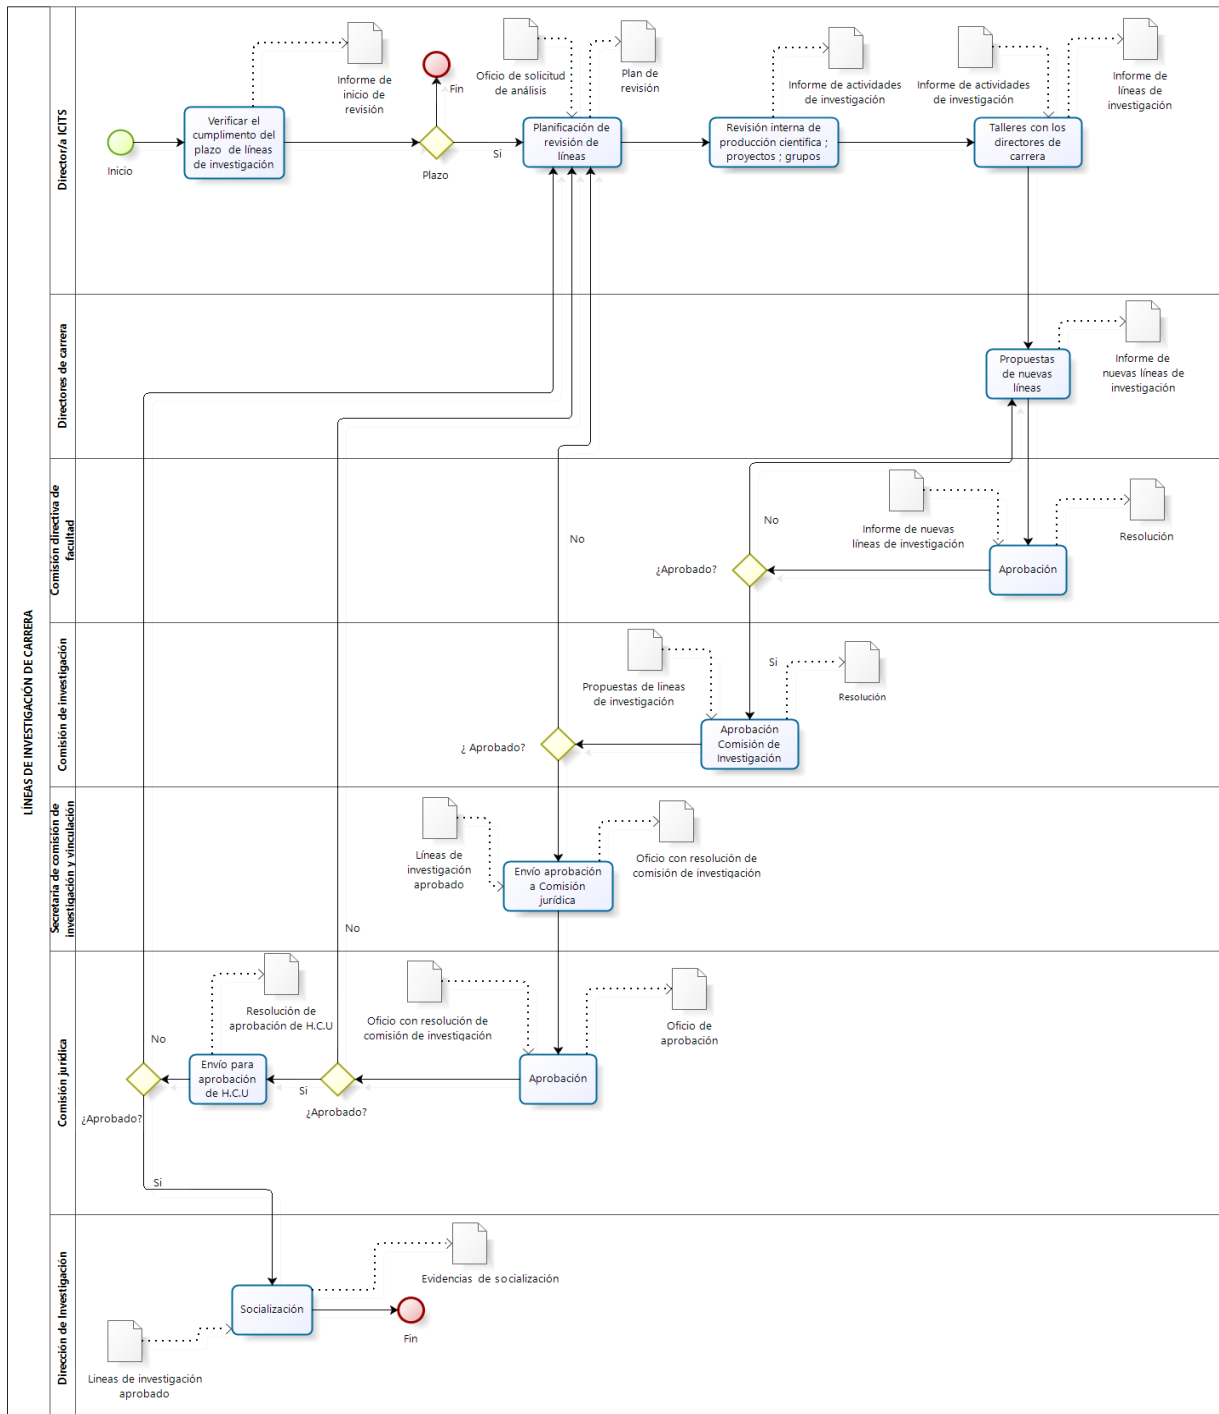 LÍNEAS DE INVESTIGACIÓN DE CARRERA
Director/a ICITS
Inicio
Verificar el
cumplimento del
plazo de líneas
de investigación
Informe de
inicio de
revisión
Fin
Plazo
Si
Oficio de solicitud
de análisis
Plan de
revisión
Planificación de
revisión de
líneas
Informe de actividades
de investigación
Revisión interna de
producción cientifica ;
proyectos ; grupos
Informe de actividades
de investigación
Informe de
líneas de
investigación
Talleres con los
directores de
carrera
Directores de carrera
Propuestas
de nuevas
líneas
Informe de
nuevas líneas de
investigación
Comision directiva de
facultad
No
Informe de nuevas
líneas de investigación
Resolución
¿Aprobado?
Aprobación
No
Comisión de investigación
Propuestas de lineas
de investigación
Si
Resolución
¿ Aprobado?
Aprobación
Comisión de
Investigación
Secretaria de comisión de
investigación y vinculación
Líneas de
investigación
aprobado
Oficio con resolución de
comisión de investigación
Envío aprobación
a Comisión
jurídica
No
Comisión jurídica
Resolución de
aprobación de H.C.U
Oficio con resolución de
comisión de investigación
Oficio de
aprobación
No
Envío para
aprobación
de H.C.U
Si
Aprobación
¿Aprobado?
¿Aprobado?
Si
Dirección de Investigación
Evidencias de socialización
Socialización
Fin
Lineas de investigación
aprobado